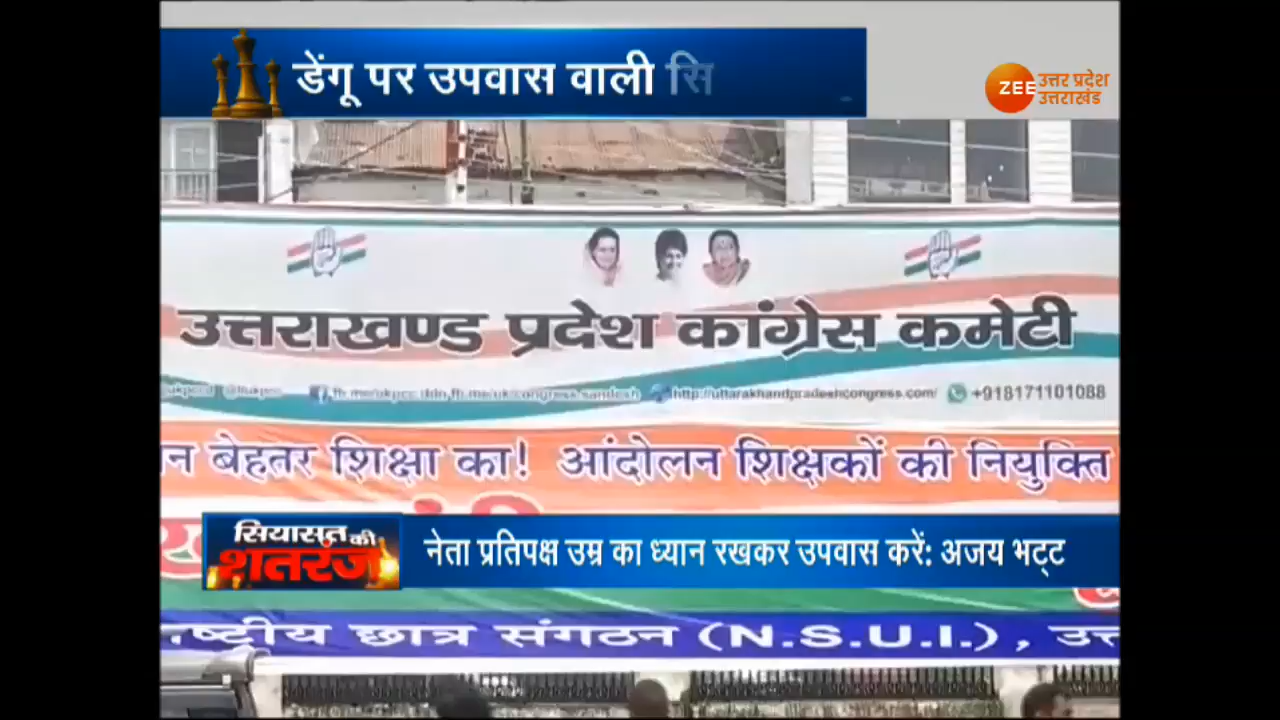 डेंगू पर उपवास वाली सि
ZEE उत्तर प्रदेश
उत्तराखंड
उत्तराखण्ड प्रदेश कांग्रेस कमेटी
http://uttarakhandpradeshcongress.com/ +918171101088
न बेहतर शिक्षा का! आंदोलन शिक्षकों की नियुक्ति
सियासत की
शतरंज
नेता प्रतिपक्ष उम्र का ध्यान रखकर उपवास करें: अजय भट्ट
ष्ट्रीय छात्र संगठन (N.S.U.I.), उत्त